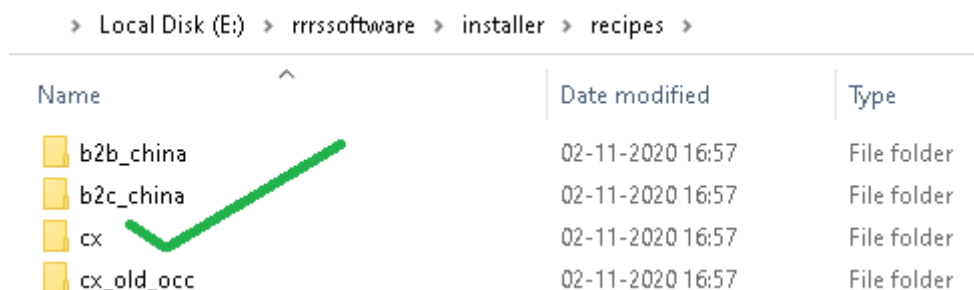 Local Disk (E:) > rrrssoftware > installer > recipes >
Name Date modified Type
b2b_china 02-11-2020 16:57 File folder
b2c_china 02-11-2020 16:57 File folder
cx 02-11-2020 16:57 File folder
cx_old_occ 02-11-2020 16:57 File folder